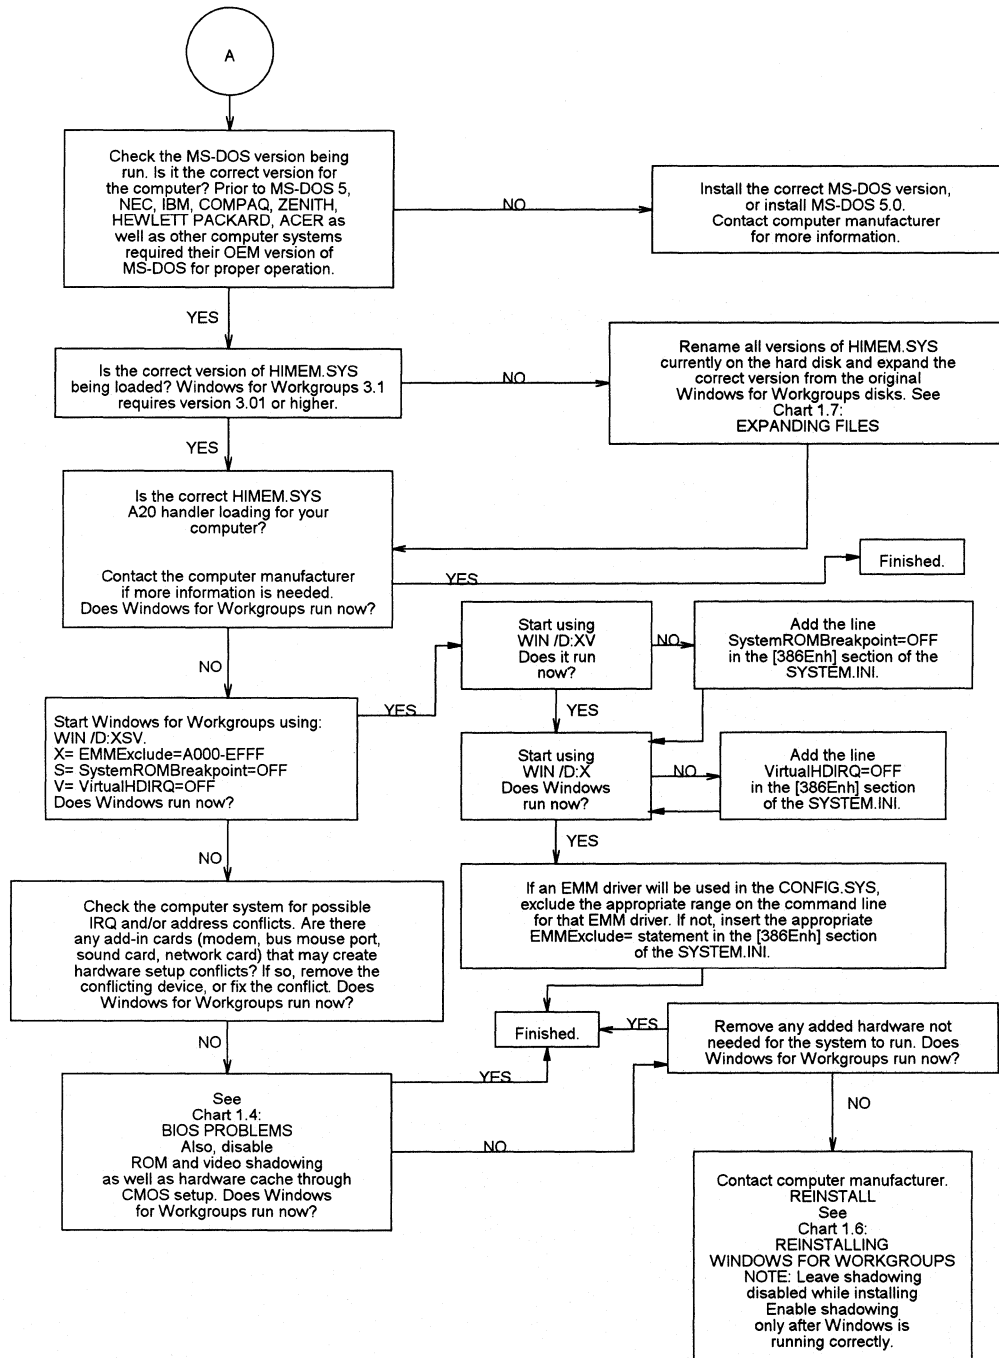 A
Check the MS-DOS version being
run. Is it the correct version for
the computer? Prior to MS-DOS 5,
NEC, IBM, COMPAQ, ZENITH,
HEWLETT PACKARD, ACER as
well as other computer systems
required their OEM version of
MS-DOS for proper operation.
NO
Install the correct MS-DOS version,
or install MS-DOS 5.0.
Contact computer manufacturer
for more information.
YES
Is the correct version of HIMEM.SYS
being loaded? Windows for Workgroups 3.1
requires version 3.01 or higher.
NO
Rename all versions of HIMEM.SYS
currently on the hard disk and expand the
correct version from the original
Windows for Workgroups disks. See
Chart 1.7:
EXPANDING FILES
YES
Is the correct HIMEM.SYS
A20 handler loading for your
computer?
Contact the computer manufacturer
if more information is needed.
Does Windows for Workgroups run now?
YES
Finished.
NO
Start Windows for Workgroups using:
WIN /D:XSV.
X= EMMExclude=A000-EFFF
S= SystemROMBreakpoint=OFF
V= VirtualHDIRQ=OFF
Does Windows run now?
YES
Start using
WIN /D:XV
Does it run
now?
NO
Add the line
SystemROMBreakpoint=OFF
in the [386Enh] section of the
SYSTEM.INI.
YES
Start using
WIN /D:X
Does Windows
run now?
NO
Add the line
VirtualHDIRQ=OFF
in the [386Enh] section
of the SYSTEM.INI.
YES
If an EMM driver will be used in the CONFIG.SYS,
exclude the appropriate range on the command line
for that EMM driver. If not, insert the appropriate
EMMExclude= statement in the [386Enh] section
of the SYSTEM.INI.
NO
Check the computer system for possible
IRQ and/or address conflicts. Are there
any add-in cards (modem, bus mouse port,
sound card, network card) that may create
hardware setup conflicts? If so, remove the
conflicting device, or fix the conflict. Does
Windows for Workgroups run now?
NO
See
Chart 1.4:
BIOS PROBLEMS
Also, disable
ROM and video shadowing
as well as hardware cache through
CMOS setup. Does Windows
for Workgroups run now?
YES
Finished.
NO
YES
Remove any added hardware not
needed for the system to run. Does
Windows for Workgroups run now?
NO
Contact computer manufacturer.
REINSTALL
See
Chart 1.6:
REINSTALLING
WINDOWS FOR WORKGROUPS
NOTE: Leave shadowing
disabled while installing
Enable shadowing
only after Windows is
running correctly.